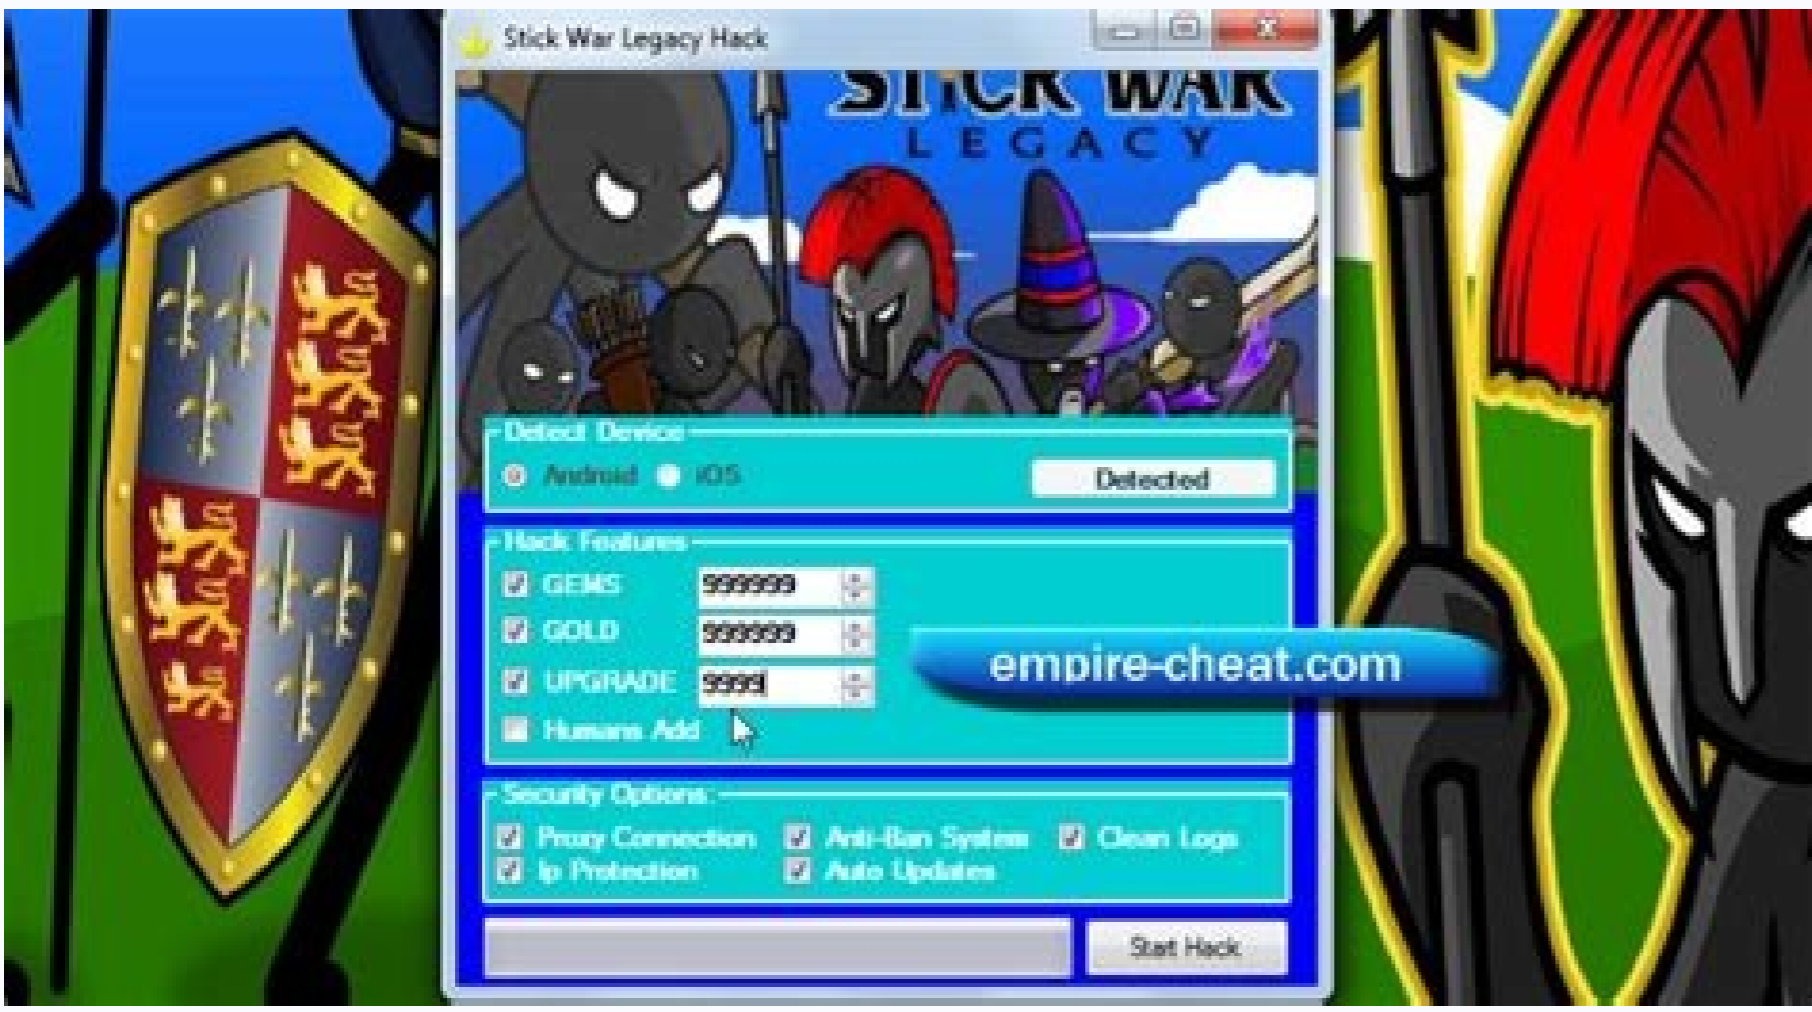 Stick War Legacy Hack
STICK WAR
LEGACY
Detect Device
Android iOS Detected
Hack Features
GEMS 999999
GOLD 999999
empire-cheat.com
UPGRADE 9999
Humans Add
Security Options:
Proxy Connection Anti-Ban System Clean Logs
Ip Protection Auto Updates
Start Hack